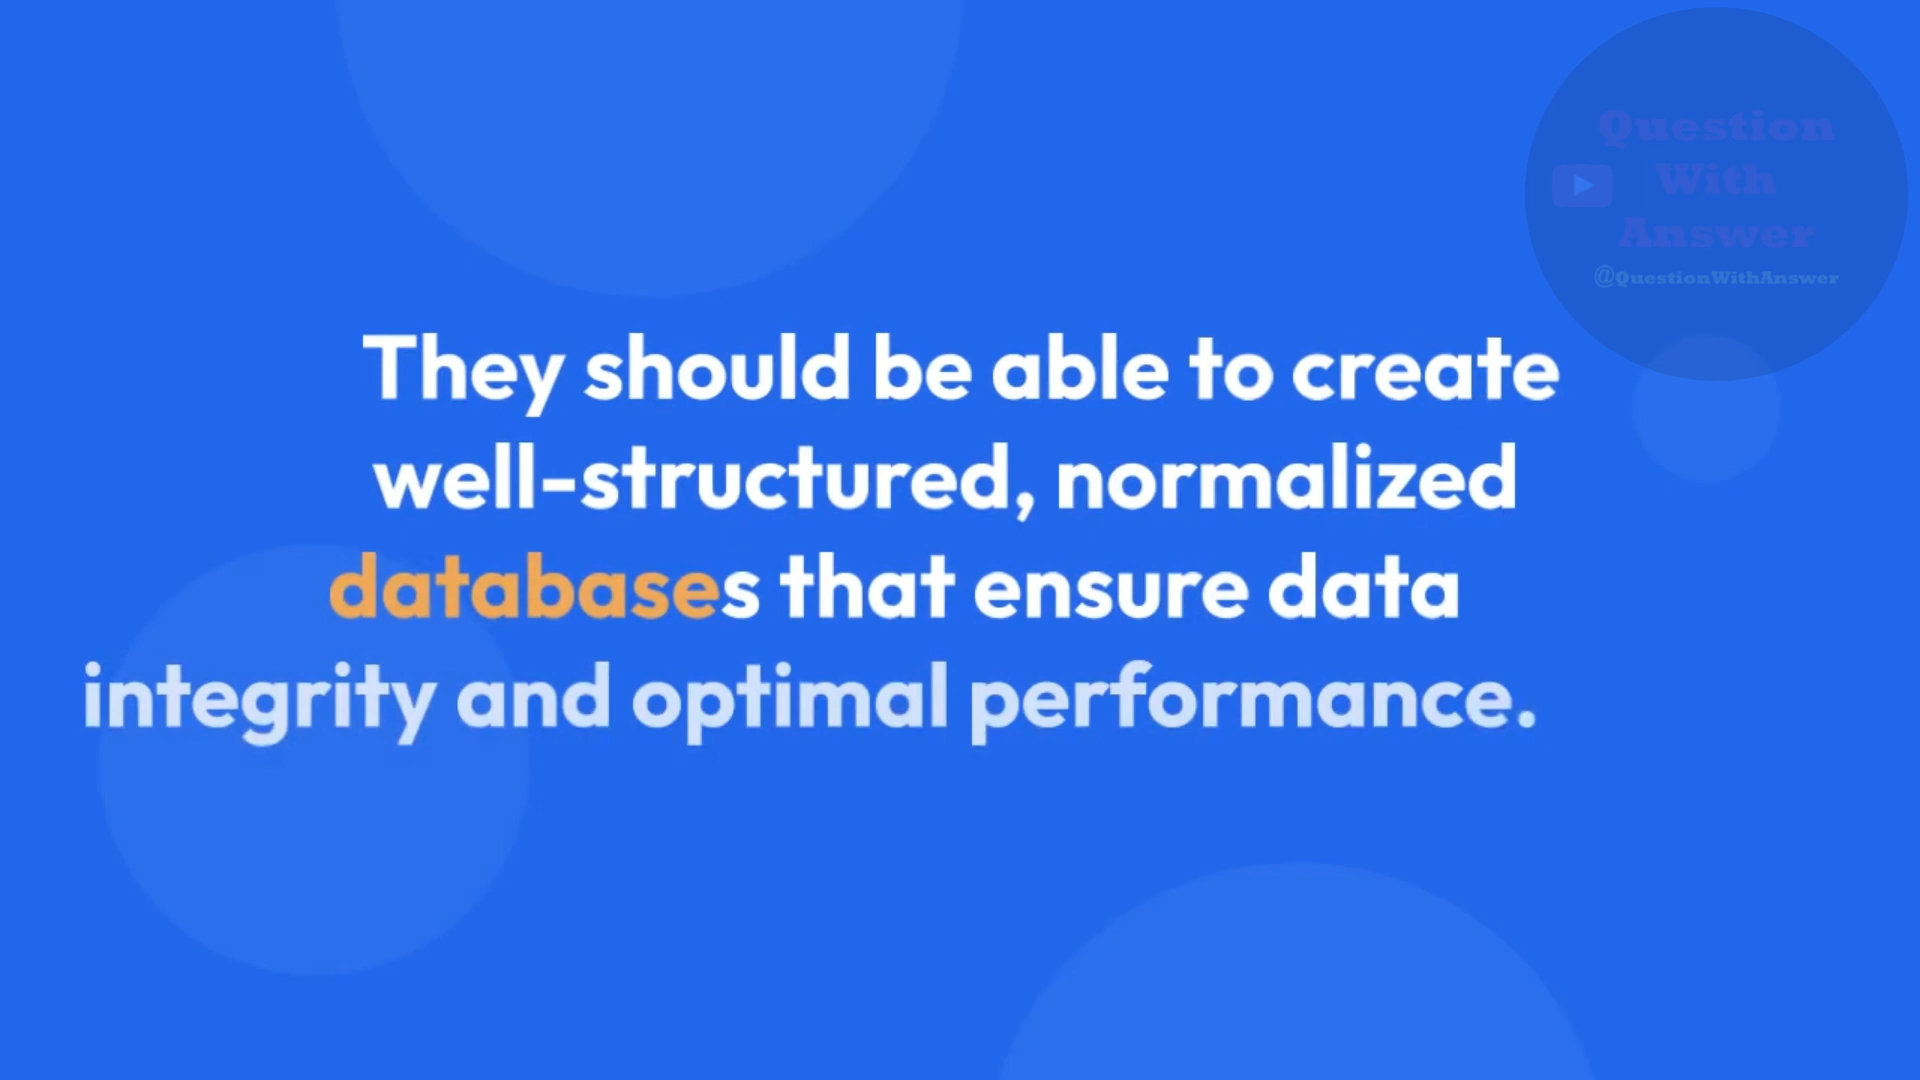 Question
With
Answer
@QuestionWithAnswer
They should be able to create
well-structured, normalized
databases that ensure data
integrity and optimal performance.